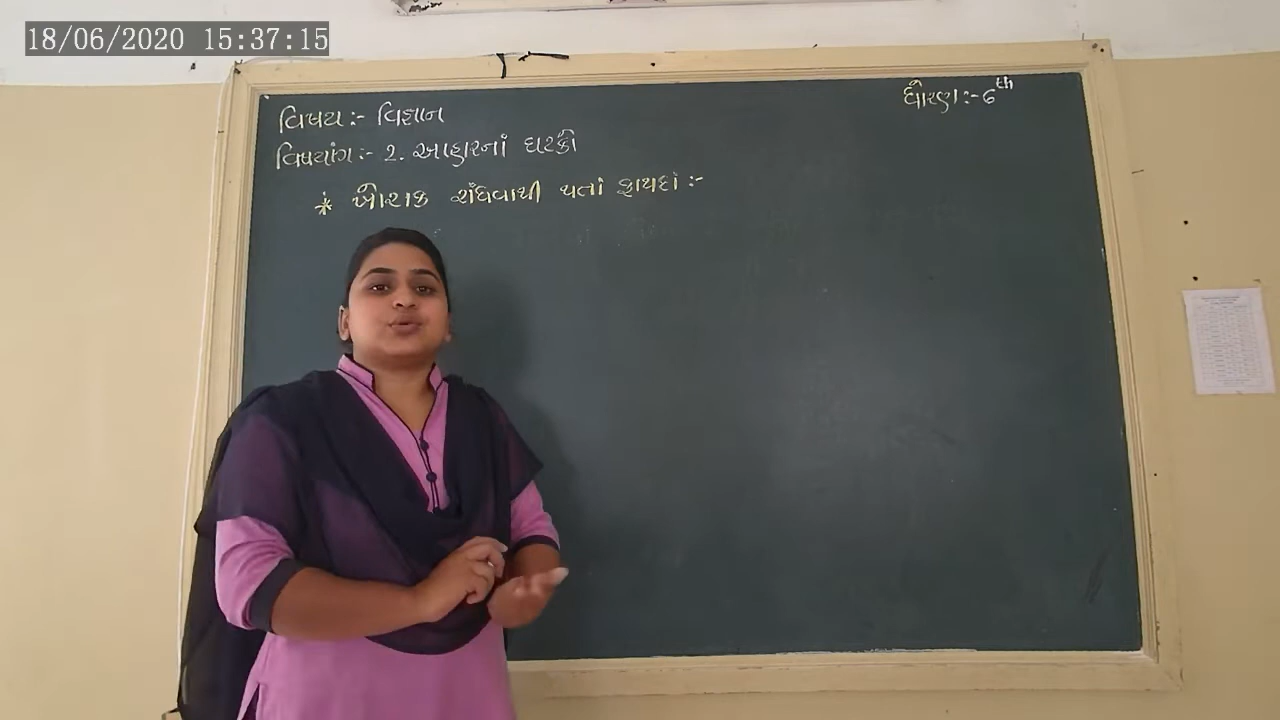 18/06/2020 15:37:15
ધોરણ :- 6th
વિષય :- વિજ્ઞાન
વિષયાંગ :- 2. આહારનાં ઘટકો
* ખોરાક રાંધવાથી થતાં ફાયદા :-